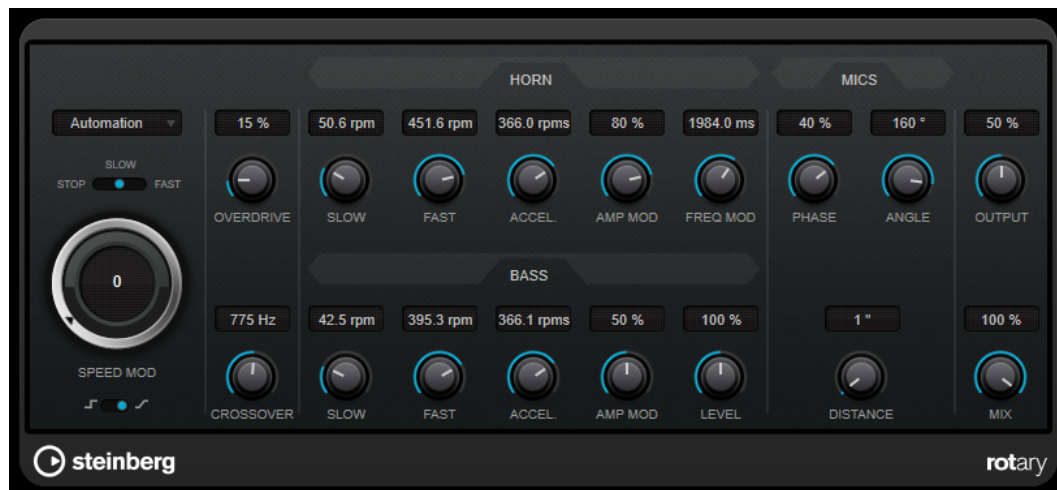 HORN MICS
Automation 15 % 50.6 rpm 451.6 rpm 366.0 rpms 80 % 1984.0 ms 40 % 160 ° 50 %
SLOW
STOP FAST
OVERDRIVE SLOW FAST ACCEL. AMP MOD FREQ MOD PHASE ANGLE OUTPUT
BASS
0
775 Hz 42.5 rpm 395.3 rpm 366.1 rpms 50 % 100 % 1 " 100 %
SPEED MOD
CROSSOVER SLOW FAST ACCEL. AMP MOD LEVEL DISTANCE MIX
steinberg rotary